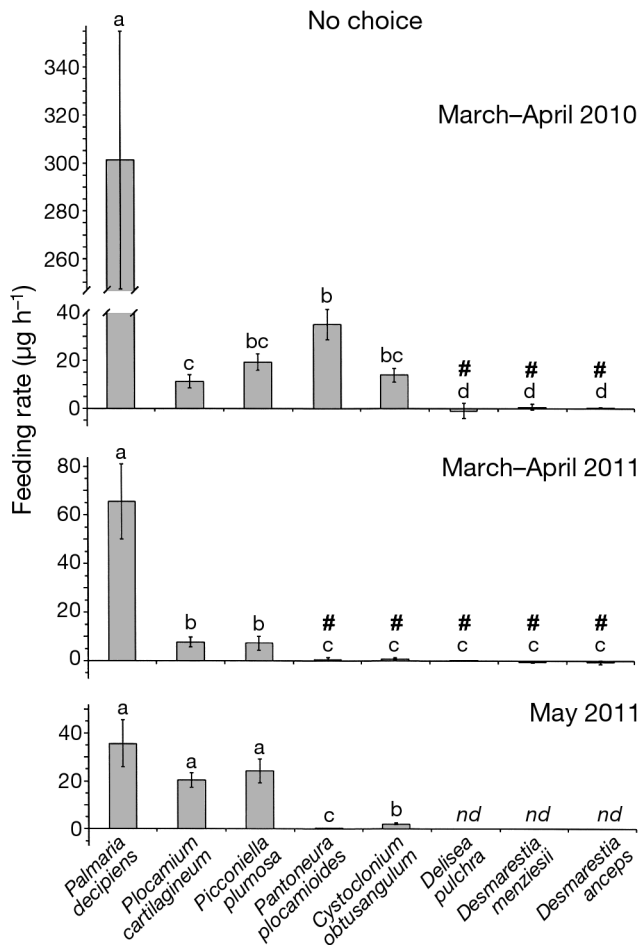 No choice
March–April 2010
a
340
320
300
280
260
40
20
0
c
bc
b
bc
# # #
d d d
Feeding rate (µg h–1)
March–April 2011
a
80
60
40
20
0
b b
# # # # #
c c c c c
May 2011
a
a
a
40
20
0
c
b
nd nd nd
Palmaria
decipiens
Plocamium
cartilagineum
Picconiella
plumosa
Pantoneura
plocamioides
Cystoclonium
obtusangulum
Delisea
pulchra
Desmarestia
menziesii
Desmarestia
anceps